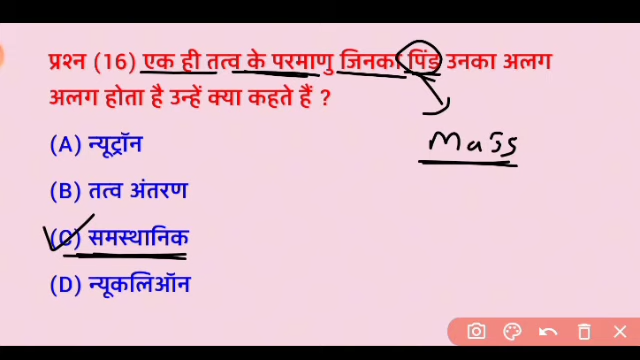 प्रश्न (16) एक ही तत्व के परमाणु जिनका पिंड उनका अलग
अलग होता है उन्हें क्या कहते हैं ?
Mass
(A) न्यूट्रॉन
(B) तत्व अंतरण
(C) समस्थानिक
(D) न्यूकलिऑन